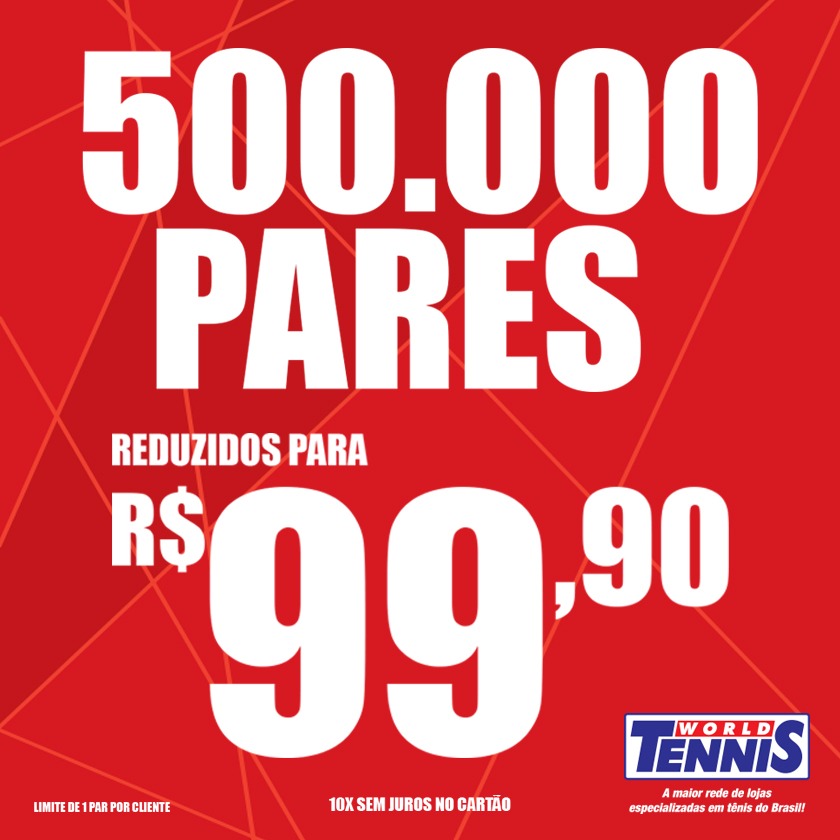 500.000
PARES
REDUZIDOS PARA
R$99,90
WORLD
TENNIS
A maior rede de lojas
especializadas em tênis do Brasil!
LIMITE DE 1 PAR POR CLIENTE
10X SEM JUROS NO CARTÃO